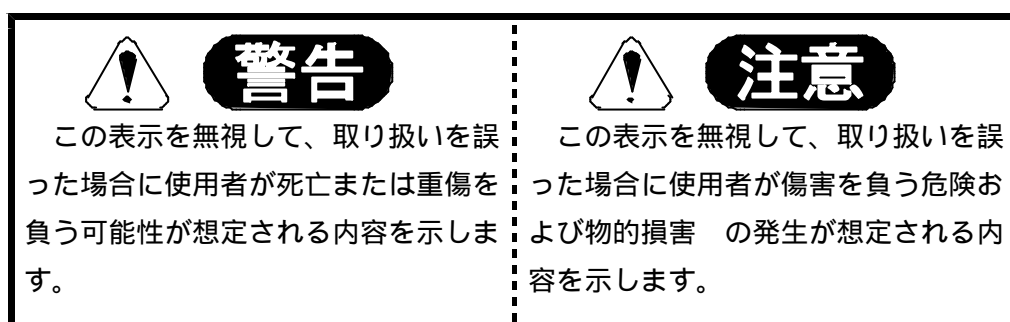 警告
この表示を無視して、取り扱いを誤
った場合に使用者が死亡または重傷を
負う可能性が想定される内容を示しま
す。
注意
この表示を無視して、取り扱いを誤
った場合に使用者が傷害を負う危険お
よび物的損害　の発生が想定される内
容を示します。